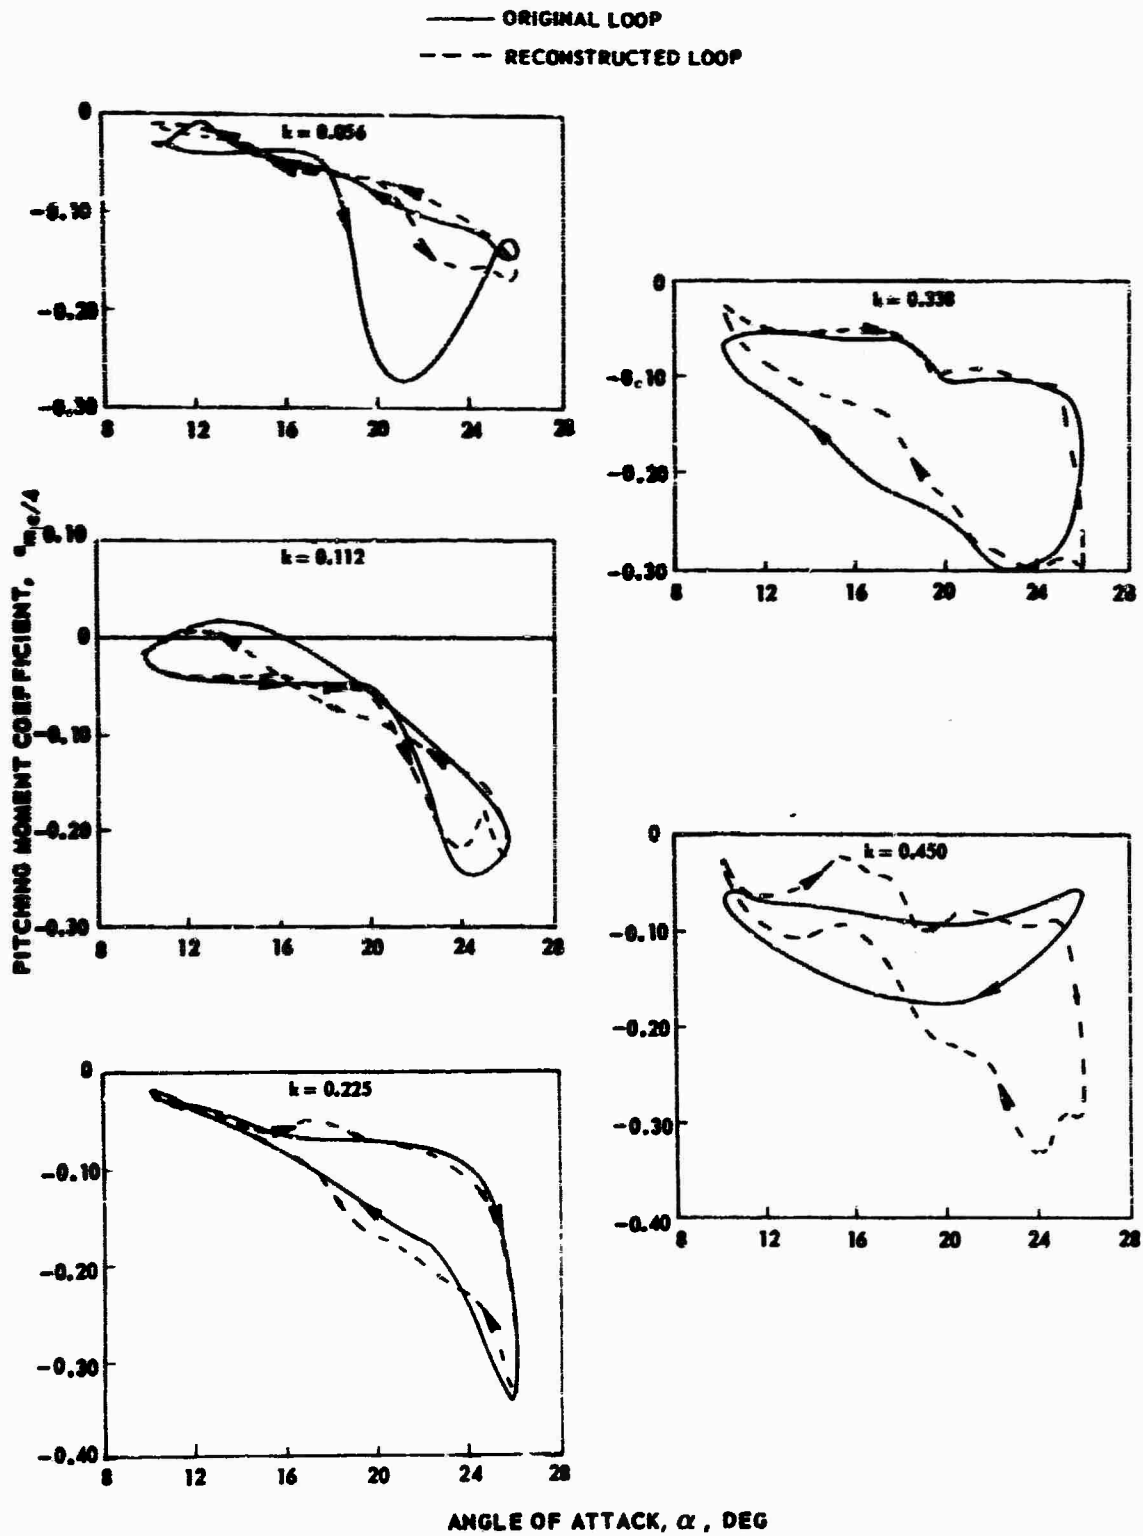 ORIGINAL LOOP
RECONSTRUCTED LOOP
PITCHING MOMENT COEFFICIENT,
k = 0.056
0
-0.10
-0.20
-0.30
8 12 16 20 24 28
k = 0.338
0
-0.10
-0.20
-0.30
8 12 16 20 24 28
k = 0.112
0.10
0
-0.10
-0.20
-0.30
8 12 16 20 24 28
k = 0.450
0
-0.10
-0.20
-0.30
-0.40
8 12 16 20 24 28
k = 0.225
0
-0.10
-0.20
-0.30
-0.40
8 12 16 20 24 28
ANGLE OF ATTACK, α, DEG